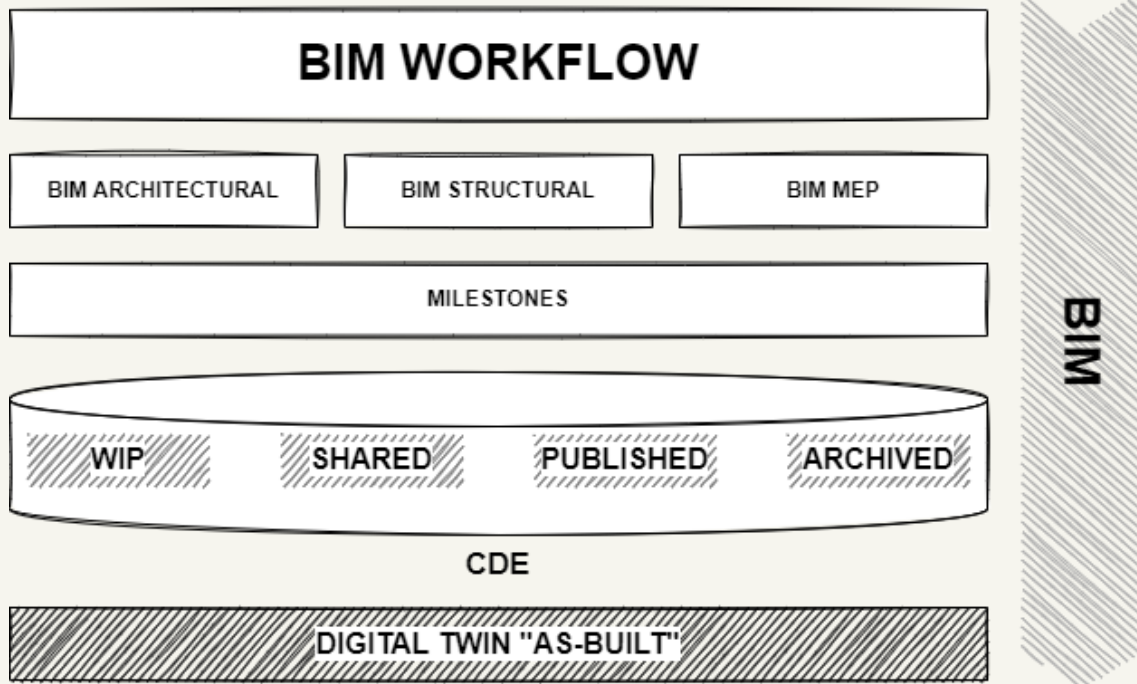 BIM WORKFLOW
BIM ARCHITECTURAL
BIM STRUCTURAL
BIM MEP
MILESTONES
WIP
SHARED
PUBLISHED
ARCHIVED
CDE
DIGITAL TWIN "AS-BUILT"
BIM